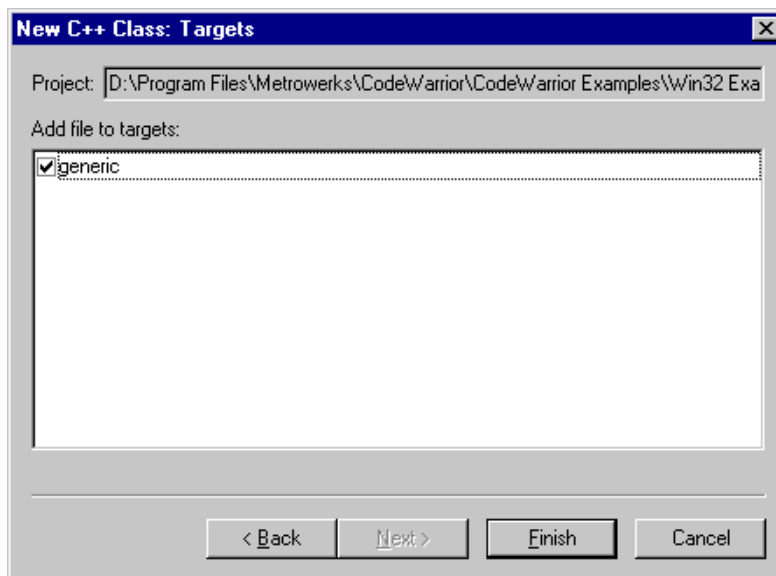 New C++ Class: Targets
Project: D:\Program Files\Metrowerks\CodeWarrior\CodeWarrior Examples\Win32 Exa
Add file to targets:
generic
< Back Next > Finish Cancel